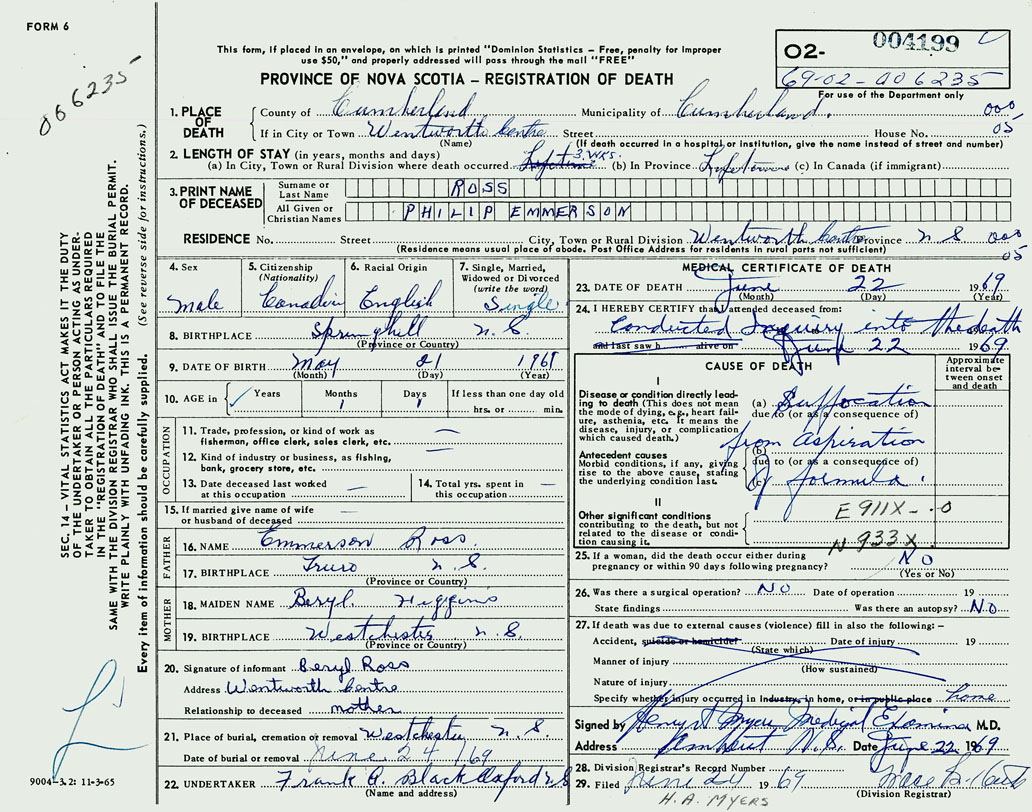 FORM 6
066235
This form, if placed in an envelope, on which is printed "Dominion Statistics – Free, penalty for improper
use $50," and properly addressed will pass through the mail "FREE"
02- 004199
69-02-006235
For use of the Department only
PROVINCE OF NOVA SCOTIA – REGISTRATION OF DEATH
1. PLACE OF DEATH
County of Cumberland Municipality of Cumberland. 000
If in City or Town Wentworth Centre Street House No. 05
(Name) (If death occurred in a hospital or institution, give the name instead of street and number)
2. LENGTH OF STAY (in years, months and days)
(a) In City, Town or Rural Division where death occurred Lifetime 3 WKS. (b) In Province Lifetime (c) In Canada (if immigrant)
3. PRINT NAME OF DECEASED
Surname or Last Name ROSS
All Given or Christian Names PHILIP EMMERSON
RESIDENCE No. Street City, Town or Rural Division Wentworth Centre Province N.S. 000
(Residence means usual place of abode. Post Office Address for residents in rural parts not sufficient) 05
4. Sex Male
5. Citizenship (Nationality) Canadian
6. Racial Origin English
7. Single, Married, Widowed or Divorced (write the word) Single
8. BIRTHPLACE Springhill N.S.
(Province or Country)
9. DATE OF BIRTH May 21 196
(Month) (Day) (Year)
10. AGE in Years Months Days If less than one day old
1 1 hrs. or min.
OCCUPATION
11. Trade, profession or kind of work as fisherman, office clerk, sales clerk, etc. —
12. Kind of industry or business, as fishing, bank, grocery store, etc. —
13. Date deceased last worked at this occupation —
14. Total yrs. spent in this occupation —
15. If married give name of wife or husband of deceased —
FATHER
16. NAME Emmerson Ross.
17. BIRTHPLACE Truro N.S.
(Province or Country)
MOTHER
18. MAIDEN NAME Beryl. Higgins
19. BIRTHPLACE Westchester N.S.
(Province or Country)
20. Signature of informant Beryl Ross
Address Wentworth Centre
Relationship to deceased mother
21. Place of burial, cremation or removal Westchester N.S.
Date of burial or removal June 24/69
22. UNDERTAKER Frank A. Black Oxford N.S
(Name and address)
MEDICAL CERTIFICATE OF DEATH
23. DATE OF DEATH June 22 1969
(Month) (Day) (Year)
24. I HEREBY CERTIFY that I attended deceased from:
Conducted Inquiry into the death
and last saw h alive on June 22 1969
CAUSE OF DEATH
Approximate interval between onset and death
I
Disease or condition directly leading to death (This does not mean the mode of dying, e.g., heart failure, asthenia, etc. It means the disease, injury, or complication which caused death.)
(a) Suffocation
due to (or as a consequence of)
from Aspiration
Antecedent causes
Morbid conditions, if any, giving rise to the above cause, stating the underlying condition last.
(b)
due to (or as a consequence of)
(c) of formula.
II
Other significant conditions contributing to the death, but not related to the disease or condition causing it.
E 911X-.0
N 933X
25. If a woman, did the death occur either during pregnancy or within 90 days following pregnancy? NO
(Yes or No)
26. Was there a surgical operation? NO Date of operation 19
State findings Was there an autopsy? NO
27. If death was due to external causes (violence) fill in also the following: –
Accident, suicide or homicide? Date of injury 19
(State which)
Manner of injury
(How sustained)
Nature of injury
Specify whether injury occurred in industry, in home, or in public place home
Signed by Henry A Myers Medical Examiner M.D.
Address Amherst N.S. Date June 22 1969
28. Division Registrar's Record Number
29. Filed June 24 1969
(Division Registrar)
H.A. MYERS
SEC. 14 – VITAL STATISTICS ACT MAKES IT THE DUTY
OF THE UNDERTAKER OR PERSON ACTING AS UNDER-
TAKER TO OBTAIN ALL THE PARTICULARS REQUIRED
IN THE "REGISTRATION OF DEATH" AND TO FILE THE
SAME WITH THE DIVISION REGISTRAR WHO SHALL ISSUE THE BURIAL PERMIT.
WRITE PLAINLY WITH UNFADING INK. THIS IS A PERMANENT RECORD.
Every item of information should be carefully supplied. (See reverse side for instructions.)
9004-3.2: 11-3-65